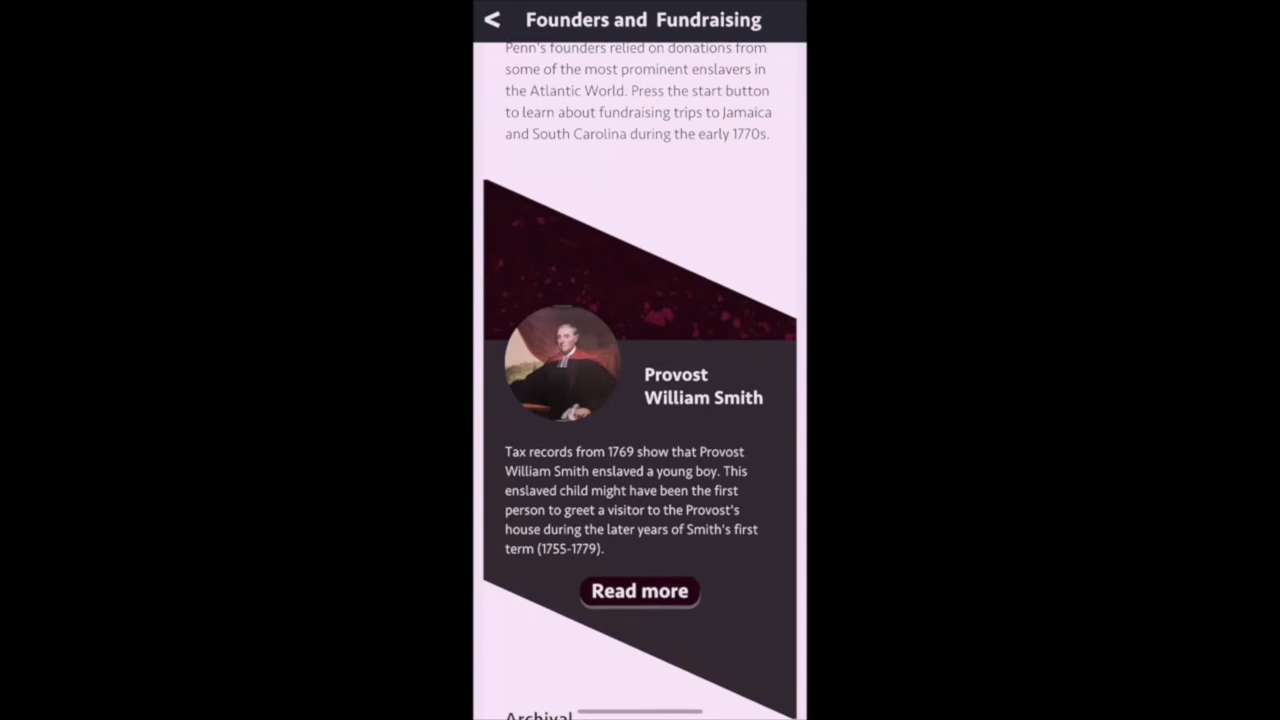 < Founders and Fundraising
Penn's founders relied on donations from
some of the most prominent enslavers in
the Atlantic World. Press the start button
to learn about fundraising trips to Jamaica
and South Carolina during the early 1770s.
Provost
William Smith
Tax records from 1769 show that Provost
William Smith enslaved a young boy. This
enslaved child might have been the first
person to greet a visitor to the Provost's
house during the later years of Smith's first
term (1755-1779).
Read more
Archival